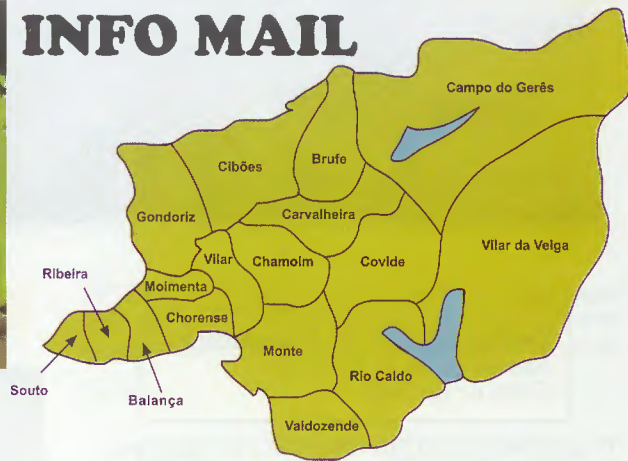 INFO MAIL
Campo do Gerês
Cibões
Brufe
Gondoriz
Carvalheira
Vilar da Veiga
Vilar
Chamoim
Covide
Ribeira
Moimenta
Chorense
Monte
Rio Caldo
Souto
Balança
Valdozende